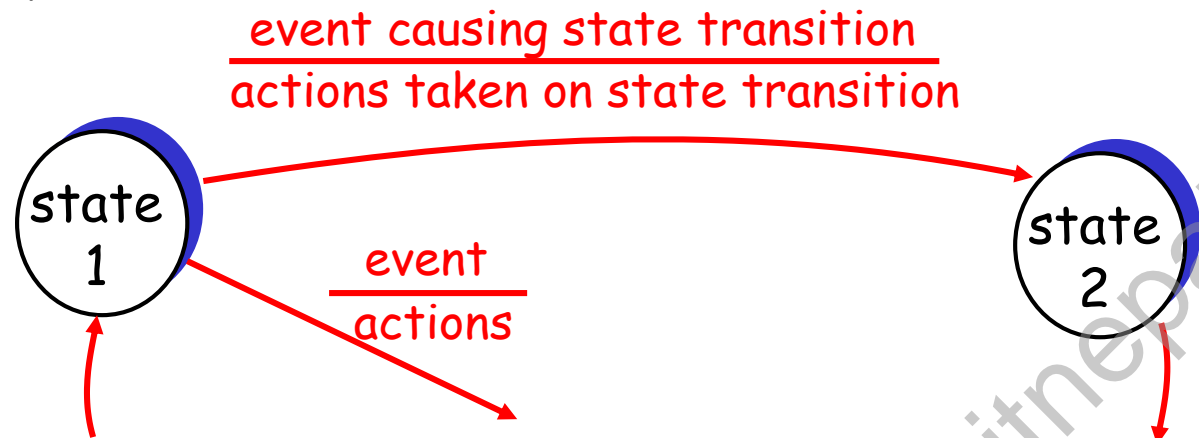 event causing state transition
actions taken on state transition
state
1
state
2
event
actions